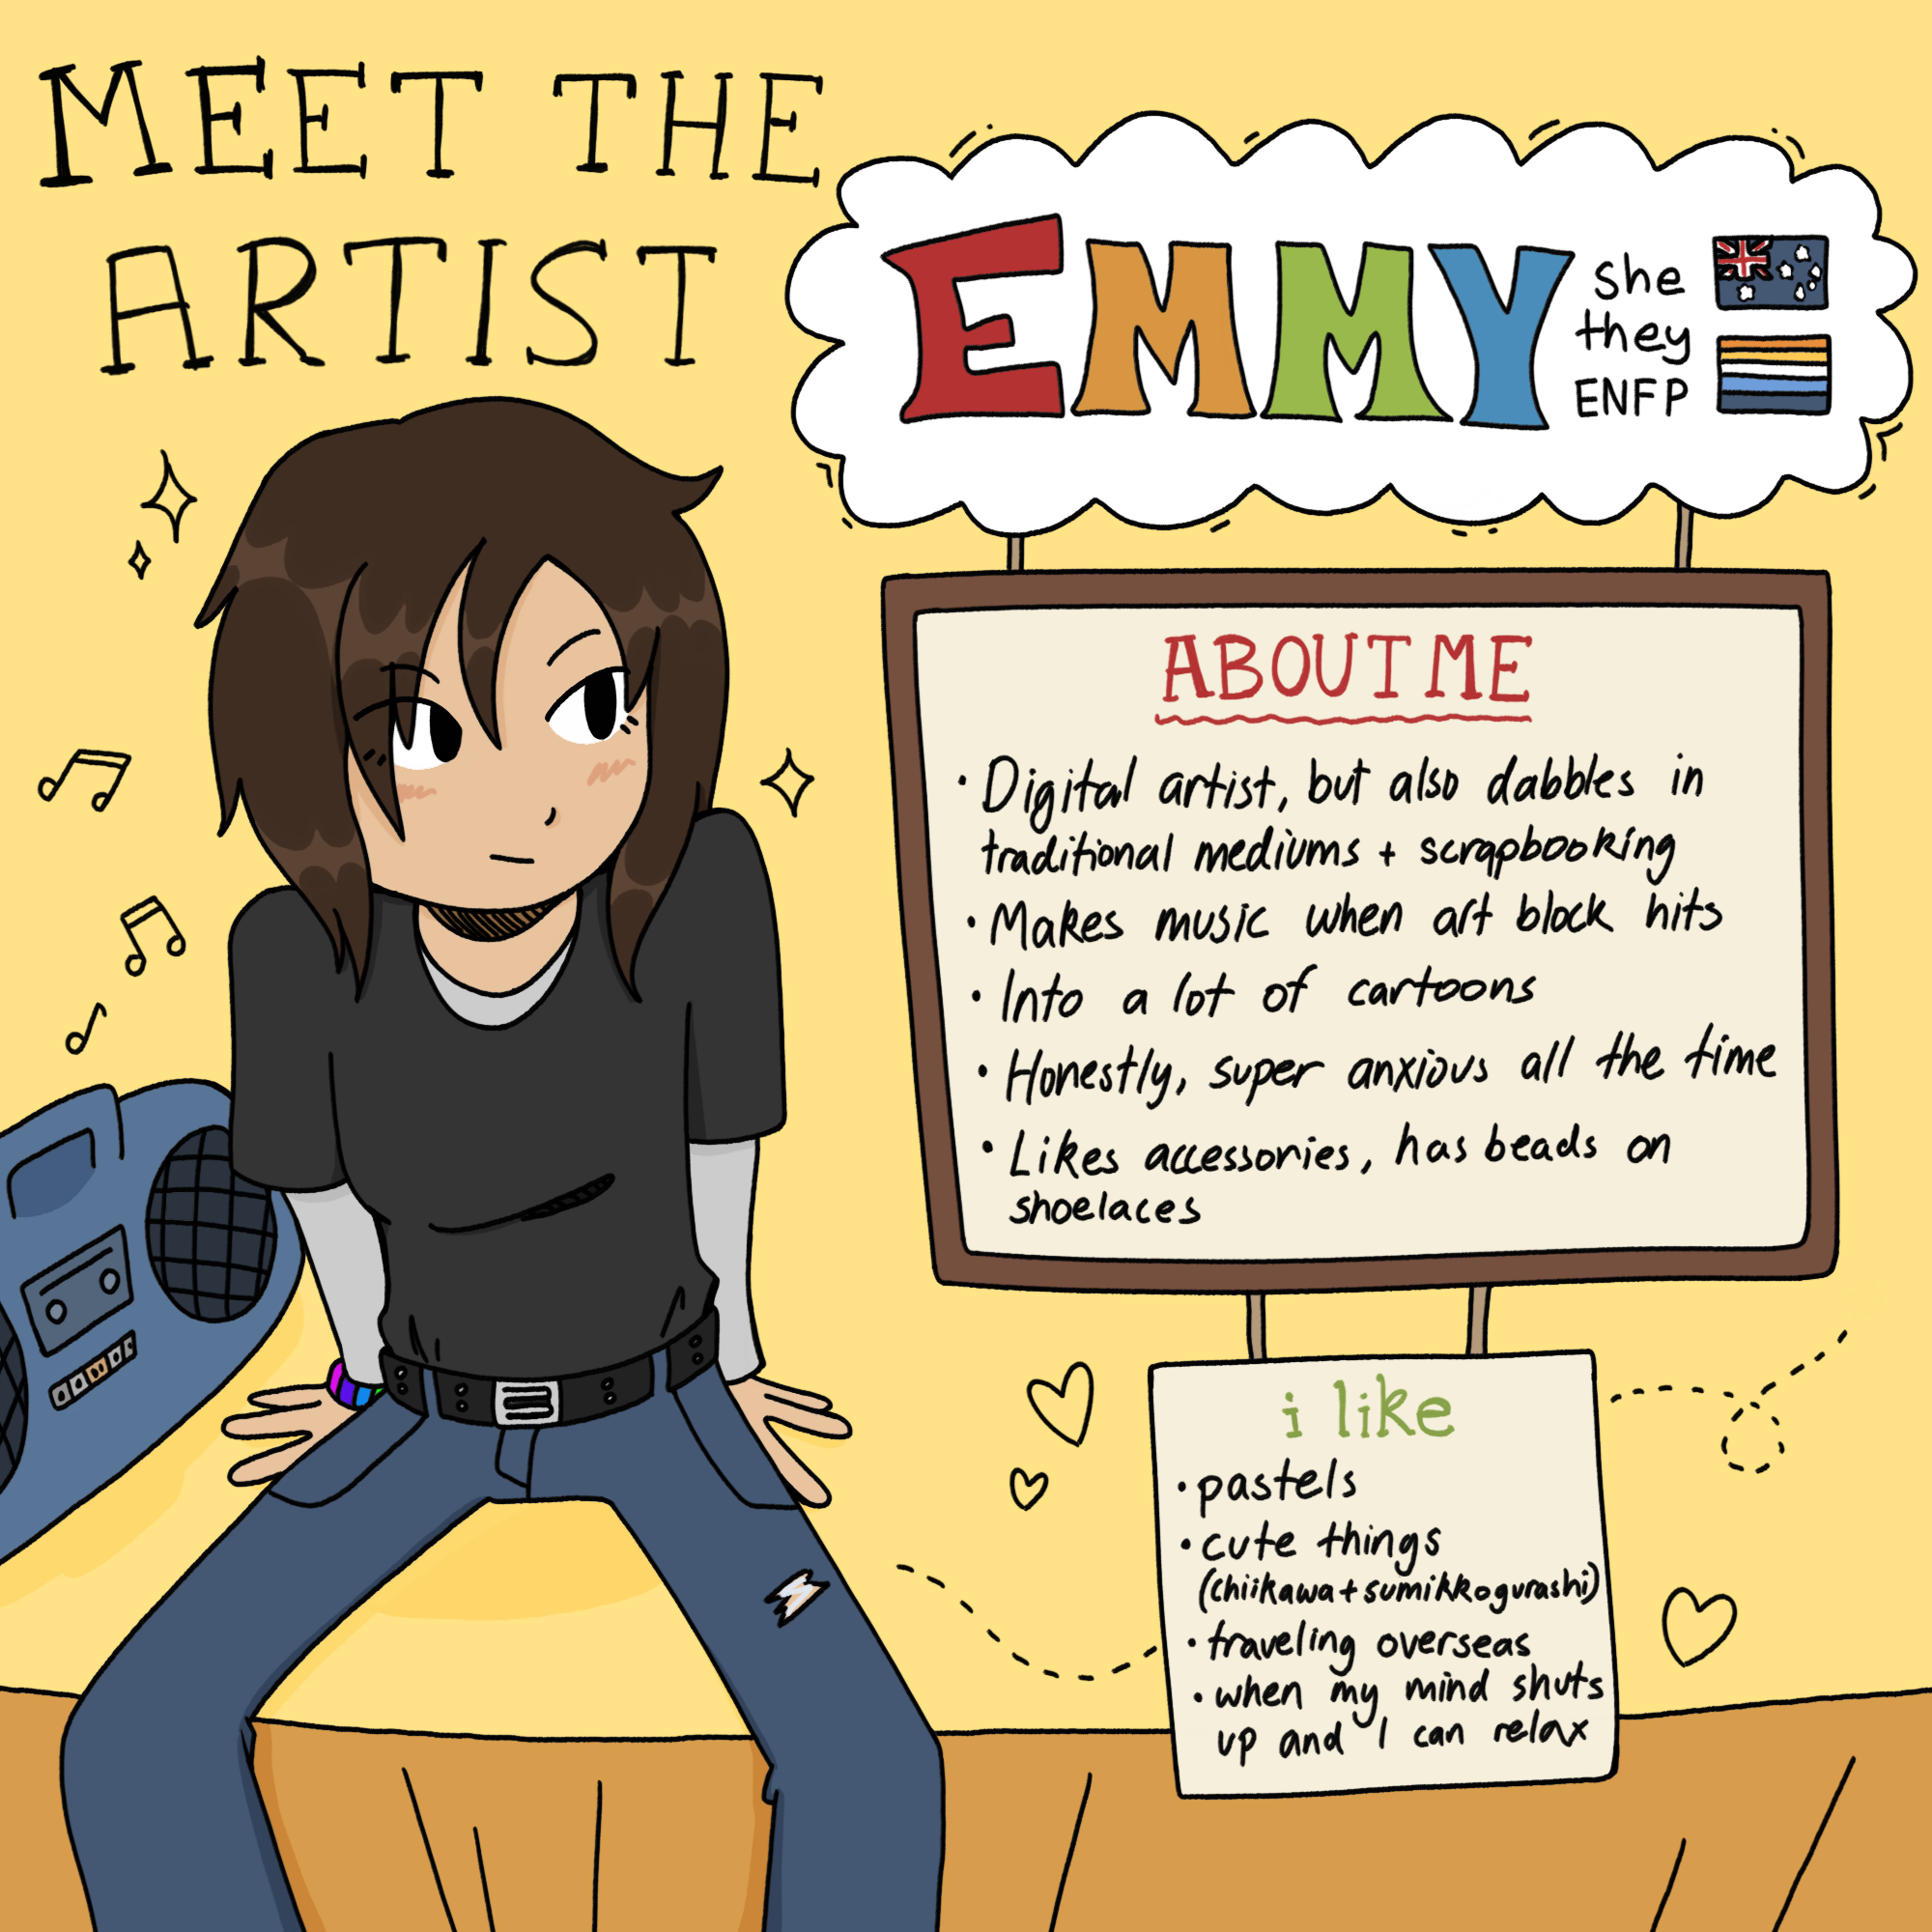 MEET THE
ARTIST
EMMY
she
they
ENFP
ABOUT ME
• Digital artist, but also dabbles in
traditional mediums + scrapbooking
• Makes music when art block hits
• Into a lot of cartoons
• Honestly, super anxious all the time
• Likes accessories, has beads on
shoelaces
i like
• pastels
• cute things
(chiikawa + sumikkogurashi)
• traveling overseas
• when my mind shuts
up and I can relax